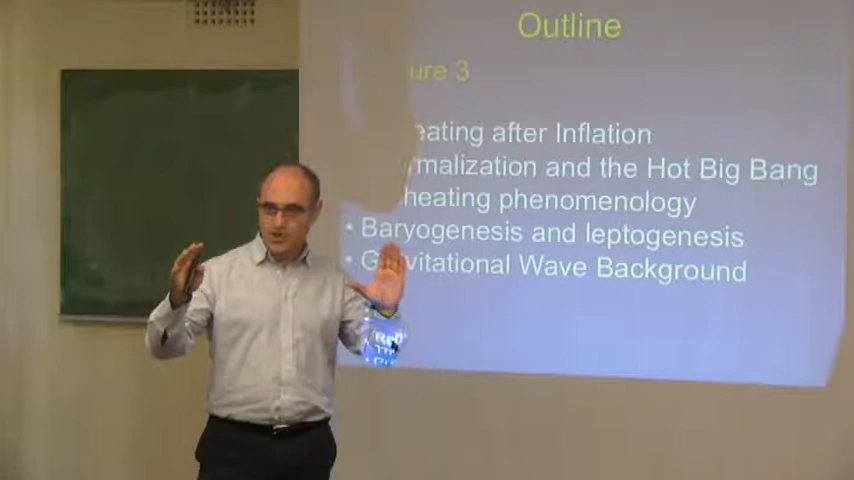 Outline
ure 3
eating after Inflation
rmalization and the Hot Big Bang
heating phenomenology
• Baryogenesis and leptogenesis
• Gravitational Wave Background